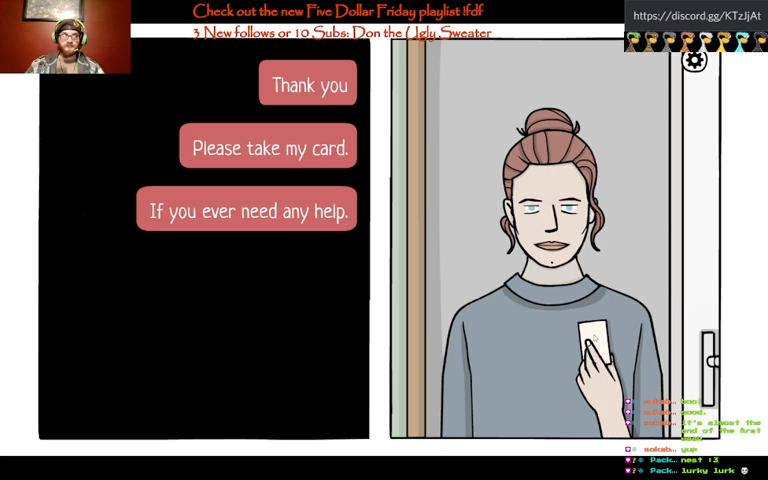 Check out the new Five Dollar Friday playlist !fdf
3 New follows or 10 Subs: Don the Ugly Sweater
https://discord.gg/KTzJjAt
Thank you
Please take my card.
If you ever need any help.
good.
it's almost the
end of the first
yup
Pack... nest :3
Pack... lurky lurk